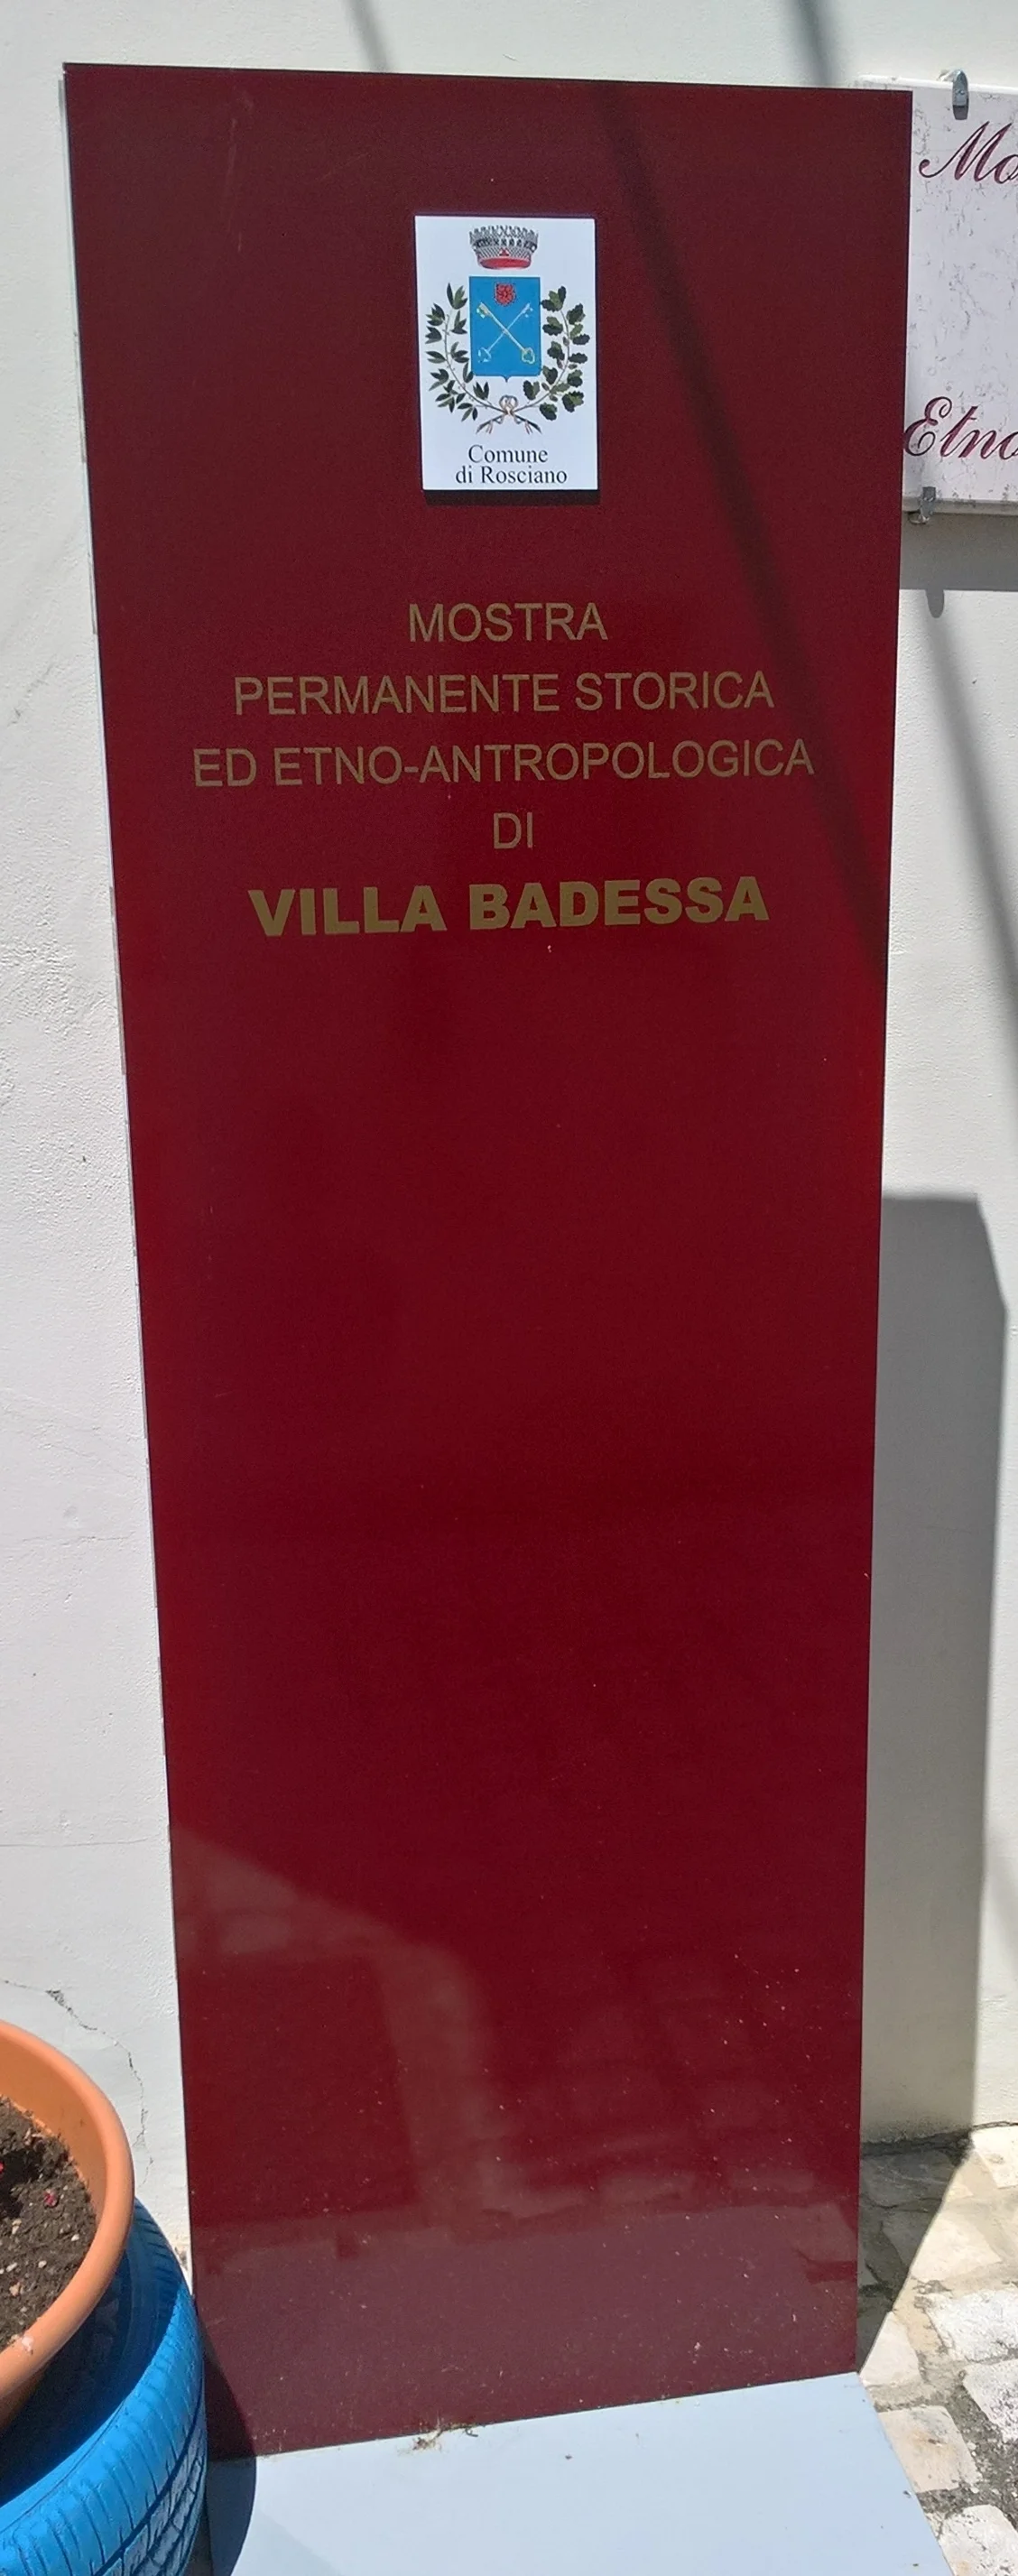 Comune
di Rosciano
MOSTRA
PERMANENTE STORICA
ED ETNO-ANTROPOLOGICA
DI
VILLA BADESSA